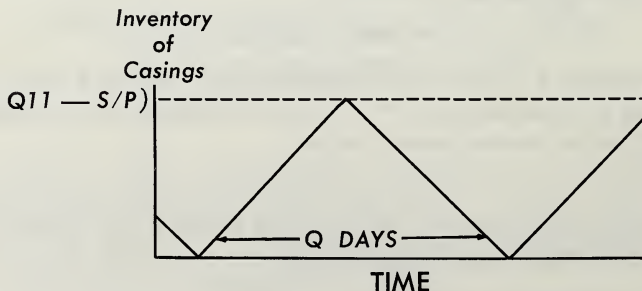 Inventory
of
Casings
Q11 — S/P)
Q DAYS
TIME